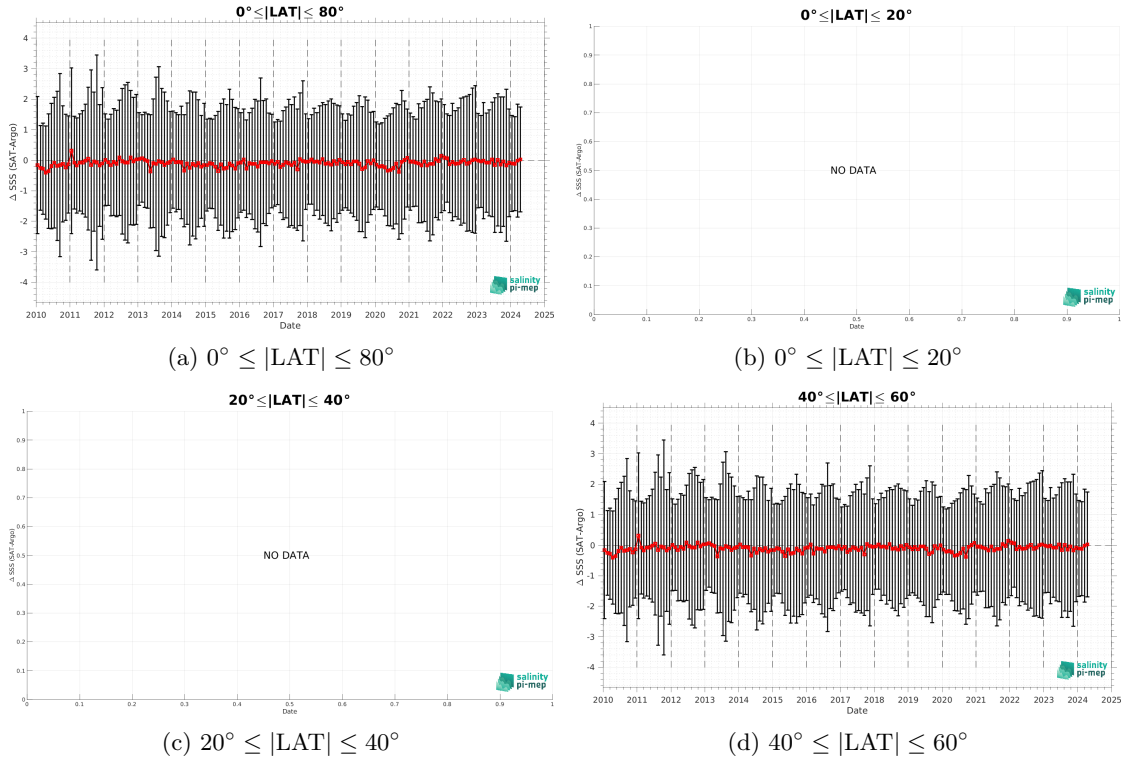 0°≤|LAT|≤ 80°
4
3
2
1
0
-1
-2
-3
-4
Δ SSS (SAT-Argo)
salinity
pi-mep
2010 2011 2012 2013 2014 2015 2016 2017 2018 2019 2020 2021 2022 2023 2024 2025
Date
(a) 0° ≤ |LAT| ≤ 80°
0°≤|LAT|≤ 20°
1
0.9
0.8
0.7
0.6
0.5
0.4
0.3
0.2
0.1
0
Δ SSS (SAT-Argo)
NO DATA
salinity
pi-mep
0 0.1 0.2 0.3 0.4 0.5 0.6 0.7 0.8 0.9 1
Date
(b) 0° ≤ |LAT| ≤ 20°
20°≤|LAT|≤ 40°
1
0.9
0.8
0.7
0.6
0.5
0.4
0.3
0.2
0.1
0
Δ SSS (SAT-Argo)
NO DATA
salinity
pi-mep
0 0.1 0.2 0.3 0.4 0.5 0.6 0.7 0.8 0.9 1
Date
(c) 20° ≤ |LAT| ≤ 40°
40°≤|LAT|≤ 60°
4
3
2
1
0
-1
-2
-3
-4
Δ SSS (SAT-Argo)
salinity
pi-mep
2010 2011 2012 2013 2014 2015 2016 2017 2018 2019 2020 2021 2022 2023 2024 2025
Date
(d) 40° ≤ |LAT| ≤ 60°